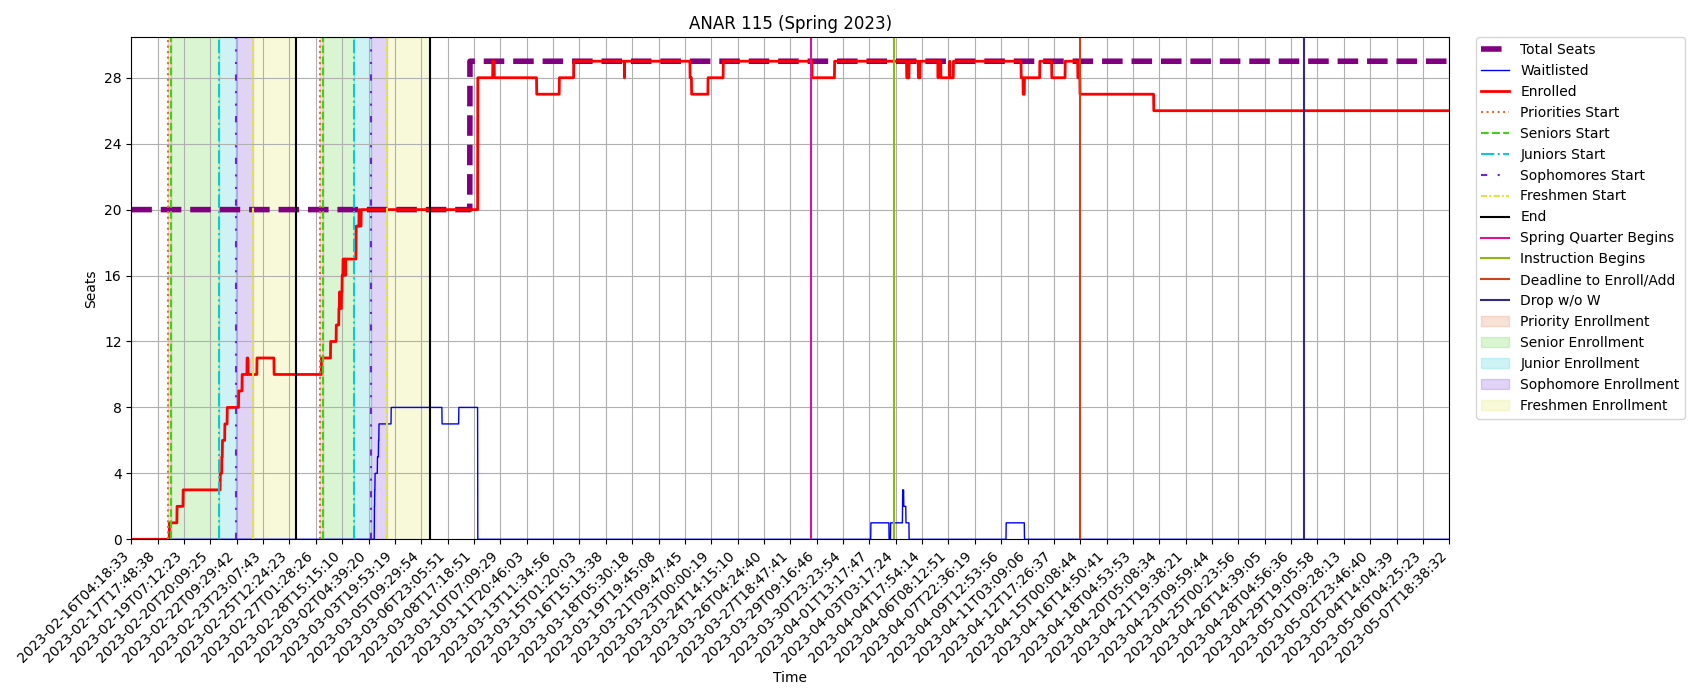 ANAR 115 (Spring 2023)
Seats
28
24
20
16
12
8
4
0
2023-02-16T04:18:33
2023-02-17T17:48:38
2023-02-19T07:12:23
2023-02-20T20:09:25
2023-02-22T09:29:42
2023-02-23T23:07:43
2023-02-25T12:24:23
2023-02-27T01:28:26
2023-02-28T15:15:10
2023-03-02T04:39:20
2023-03-03T19:53:19
2023-03-05T09:29:54
2023-03-06T23:05:51
2023-03-08T17:18:51
2023-03-10T07:09:29
2023-03-11T20:46:03
2023-03-13T11:34:56
2023-03-15T01:20:03
2023-03-16T15:13:38
2023-03-18T05:30:18
2023-03-19T19:45:08
2023-03-21T09:47:45
2023-03-23T00:00:19
2023-03-24T14:15:10
2023-03-26T04:24:40
2023-03-27T18:47:41
2023-03-29T09:16:46
2023-03-30T23:23:54
2023-04-01T13:17:47
2023-04-03T03:17:24
2023-04-04T17:54:14
2023-04-06T08:12:51
2023-04-07T22:36:19
2023-04-09T12:53:56
2023-04-11T03:09:06
2023-04-12T17:26:37
2023-04-15T00:08:44
2023-04-16T14:50:41
2023-04-18T04:53:53
2023-04-20T05:08:34
2023-04-21T19:38:21
2023-04-23T09:59:44
2023-04-25T00:23:56
2023-04-26T14:39:05
2023-04-28T04:56:36
2023-04-29T19:05:58
2023-05-01T09:28:13
2023-05-02T23:46:40
2023-05-04T14:04:39
2023-05-06T04:25:23
2023-05-07T18:38:32
Time
Total Seats
Waitlisted
Enrolled
Priorities Start
Seniors Start
Juniors Start
Sophomores Start
Freshmen Start
End
Spring Quarter Begins
Instruction Begins
Deadline to Enroll/Add
Drop w/o W
Priority Enrollment
Senior Enrollment
Junior Enrollment
Sophomore Enrollment
Freshmen Enrollment